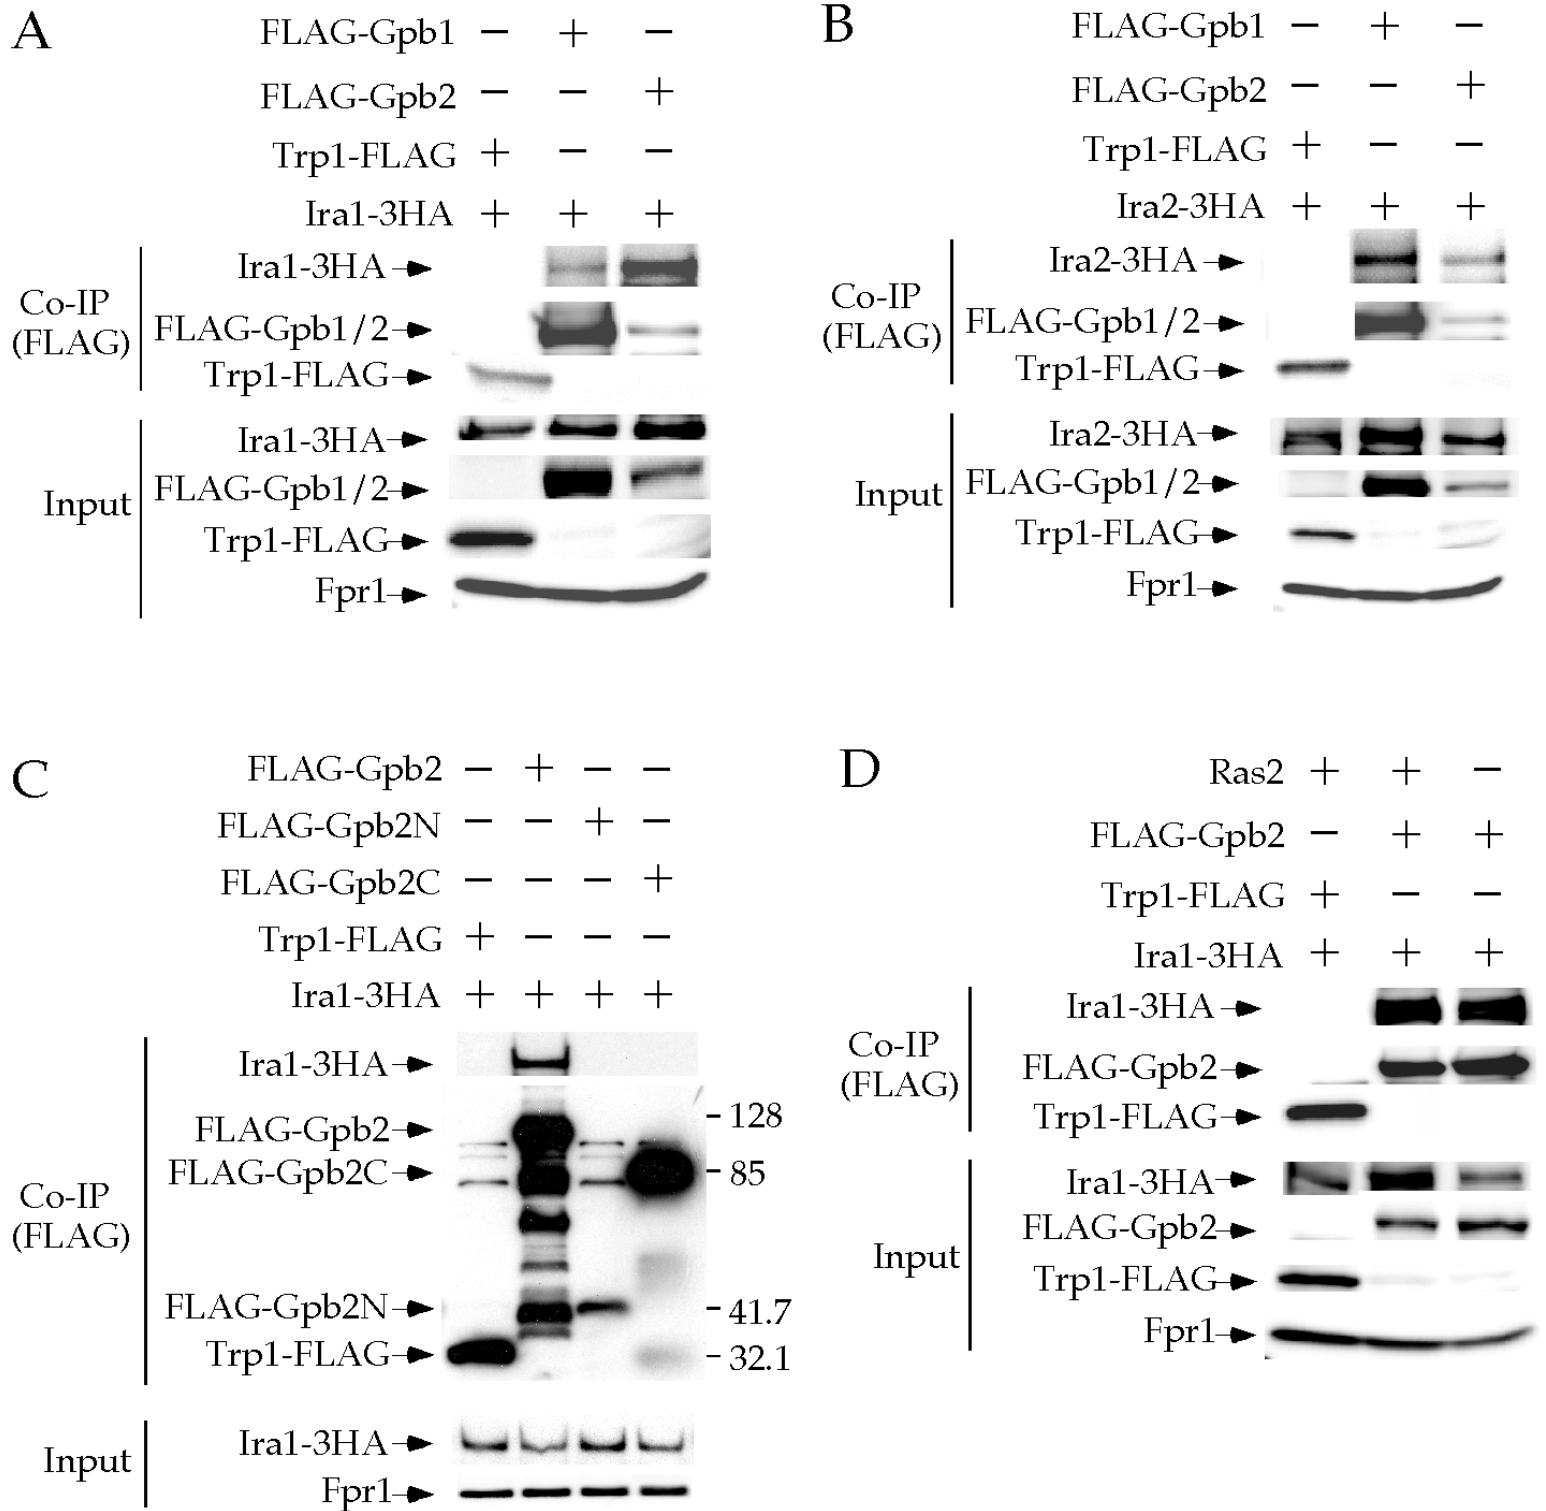 A
FLAG-Gpb1 − + −
FLAG-Gpb2 − − +
Trp1-FLAG + − −
Ira1-3HA + + +
Co-IP
(FLAG)
Ira1-3HA
FLAG-Gpb1/2
Trp1-FLAG
Input
Ira1-3HA
FLAG-Gpb1/2
Trp1-FLAG
Fpr1
B
FLAG-Gpb1 − + −
FLAG-Gpb2 − − +
Trp1-FLAG + − −
Ira2-3HA + + +
Co-IP
(FLAG)
Ira2-3HA
FLAG-Gpb1/2
Trp1-FLAG
Input
Ira2-3HA
FLAG-Gpb1/2
Trp1-FLAG
Fpr1
C
FLAG-Gpb2 − + − −
FLAG-Gpb2N − − + −
FLAG-Gpb2C − − − +
Trp1-FLAG + − − −
Ira1-3HA + + + +
Co-IP
(FLAG)
Ira1-3HA
FLAG-Gpb2
FLAG-Gpb2C
FLAG-Gpb2N
Trp1-FLAG
128
85
41.7
32.1
Input
Ira1-3HA
Fpr1
D
Ras2 + + −
FLAG-Gpb2 − + +
Trp1-FLAG + − −
Ira1-3HA + + +
Co-IP
(FLAG)
Ira1-3HA
FLAG-Gpb2
Trp1-FLAG
Input
Ira1-3HA
FLAG-Gpb2
Trp1-FLAG
Fpr1